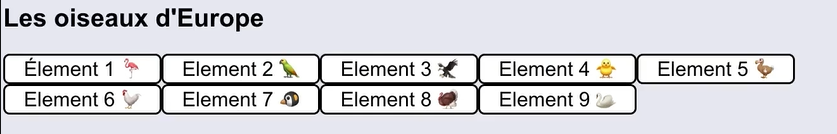 Les oiseaux d'Europe
Élement 1 🦩 Element 2 🦜 Element 3 🐦‍⬛ Element 4 🐥 Element 5 🦤
Element 6 🐓 Element 7 🐧 Element 8 🦃 Element 9 🦢